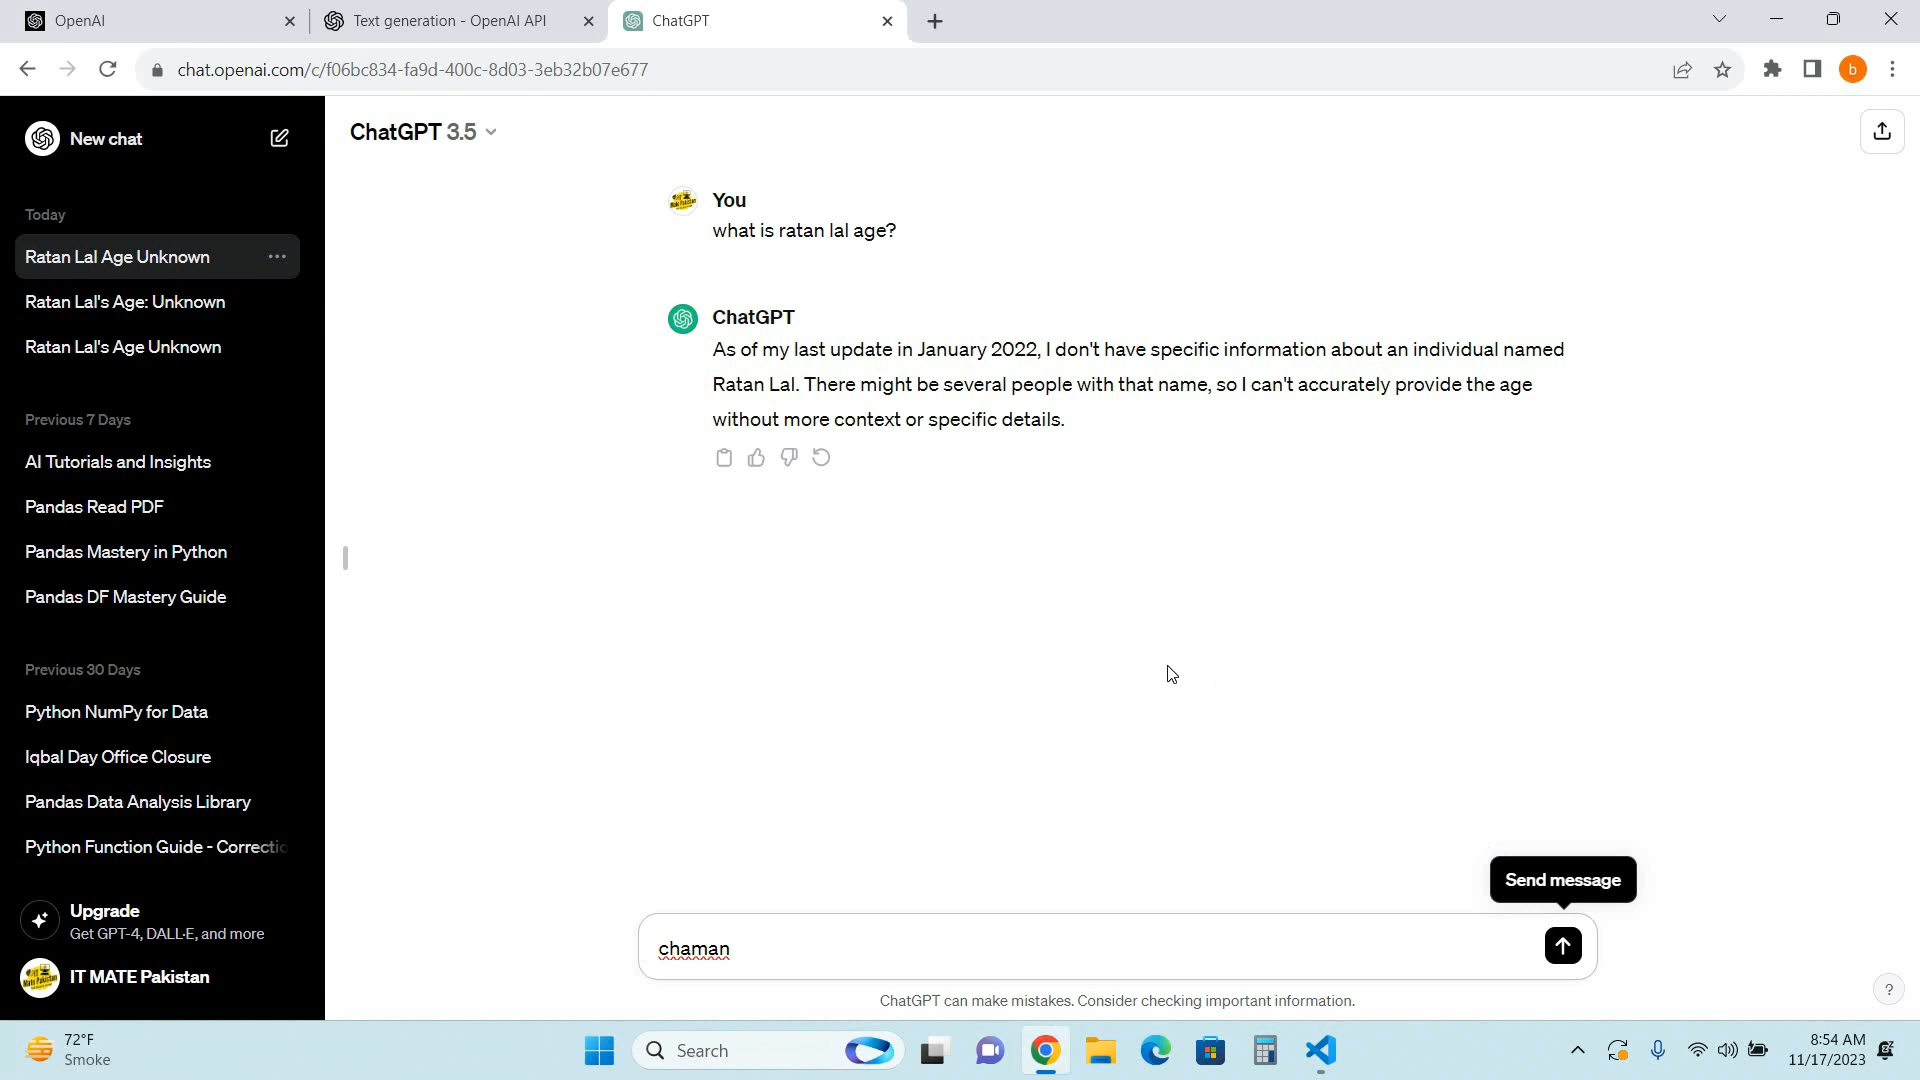 OpenAI
Text generation - OpenAI API
ChatGPT
chat.openai.com/c/f06bc834-fa9d-400c-8d03-3eb32b07e677
b
New chat
Today
Ratan Lal Age Unknown
Ratan Lal's Age: Unknown
Ratan Lal's Age Unknown
Previous 7 Days
AI Tutorials and Insights
Pandas Read PDF
Pandas Mastery in Python
Pandas DF Mastery Guide
Previous 30 Days
Python NumPy for Data
Iqbal Day Office Closure
Pandas Data Analysis Library
Python Function Guide - Correctio
Upgrade
Get GPT-4, DALL·E, and more
IT MATE Pakistan
ChatGPT 3.5
You
what is ratan lal age?
ChatGPT
As of my last update in January 2022, I don't have specific information about an individual named
Ratan Lal. There might be several people with that name, so I can't accurately provide the age
without more context or specific details.
Send message
chaman
ChatGPT can make mistakes. Consider checking important information.
?
72°F
Smoke
Search
8:54 AM
11/17/2023